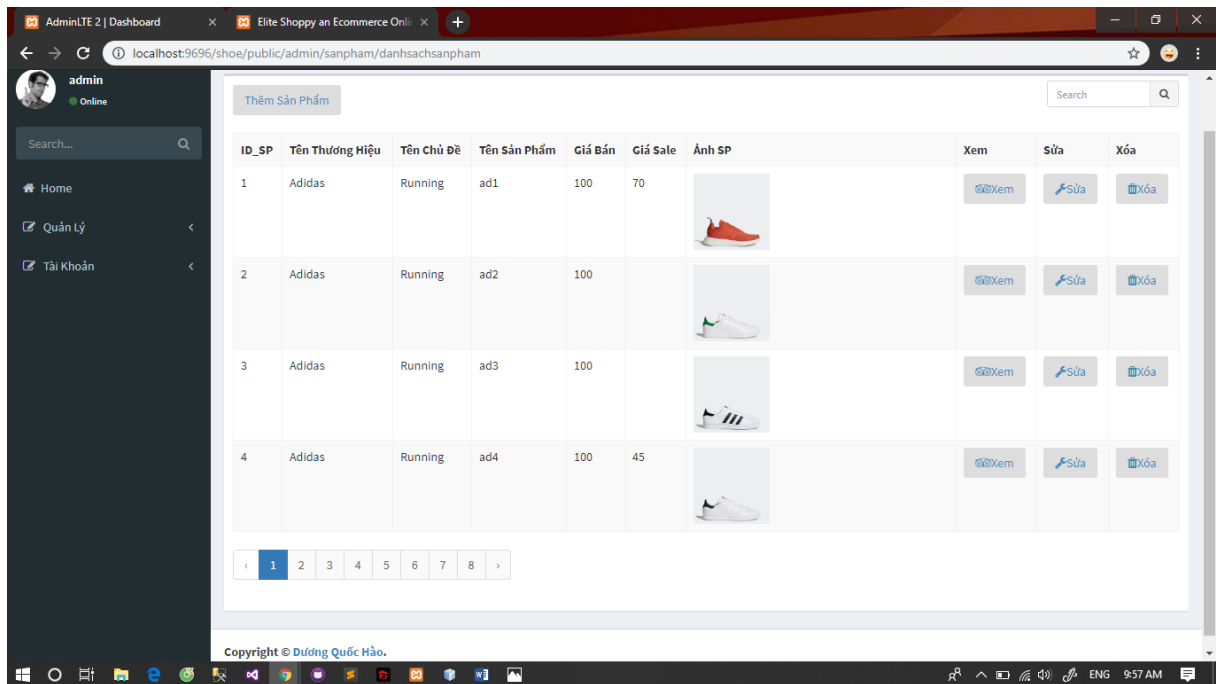 AdminLTE 2 | Dashboard × Elite Shoppy an Ecommerce Onli × +
localhost:9696/shoe/public/admin/sanpham/danhsachsanpham
admin
Online
Search...
Home
Quản Lý
Tài Khoản
Thêm Sản Phẩm Search
ID_SP Tên Thương Hiệu Tên Chủ Đề Tên Sản Phẩm Giá Bán Giá Sale Ảnh SP Xem Sửa Xóa
1 Adidas Running ad1 100 70 Xem Sửa Xóa
2 Adidas Running ad2 100 Xem Sửa Xóa
3 Adidas Running ad3 100 Xem Sửa Xóa
4 Adidas Running ad4 100 45 Xem Sửa Xóa
‹ 1 2 3 4 5 6 7 8 ›
Copyright © Dương Quốc Hào.
ENG 9:57 AM